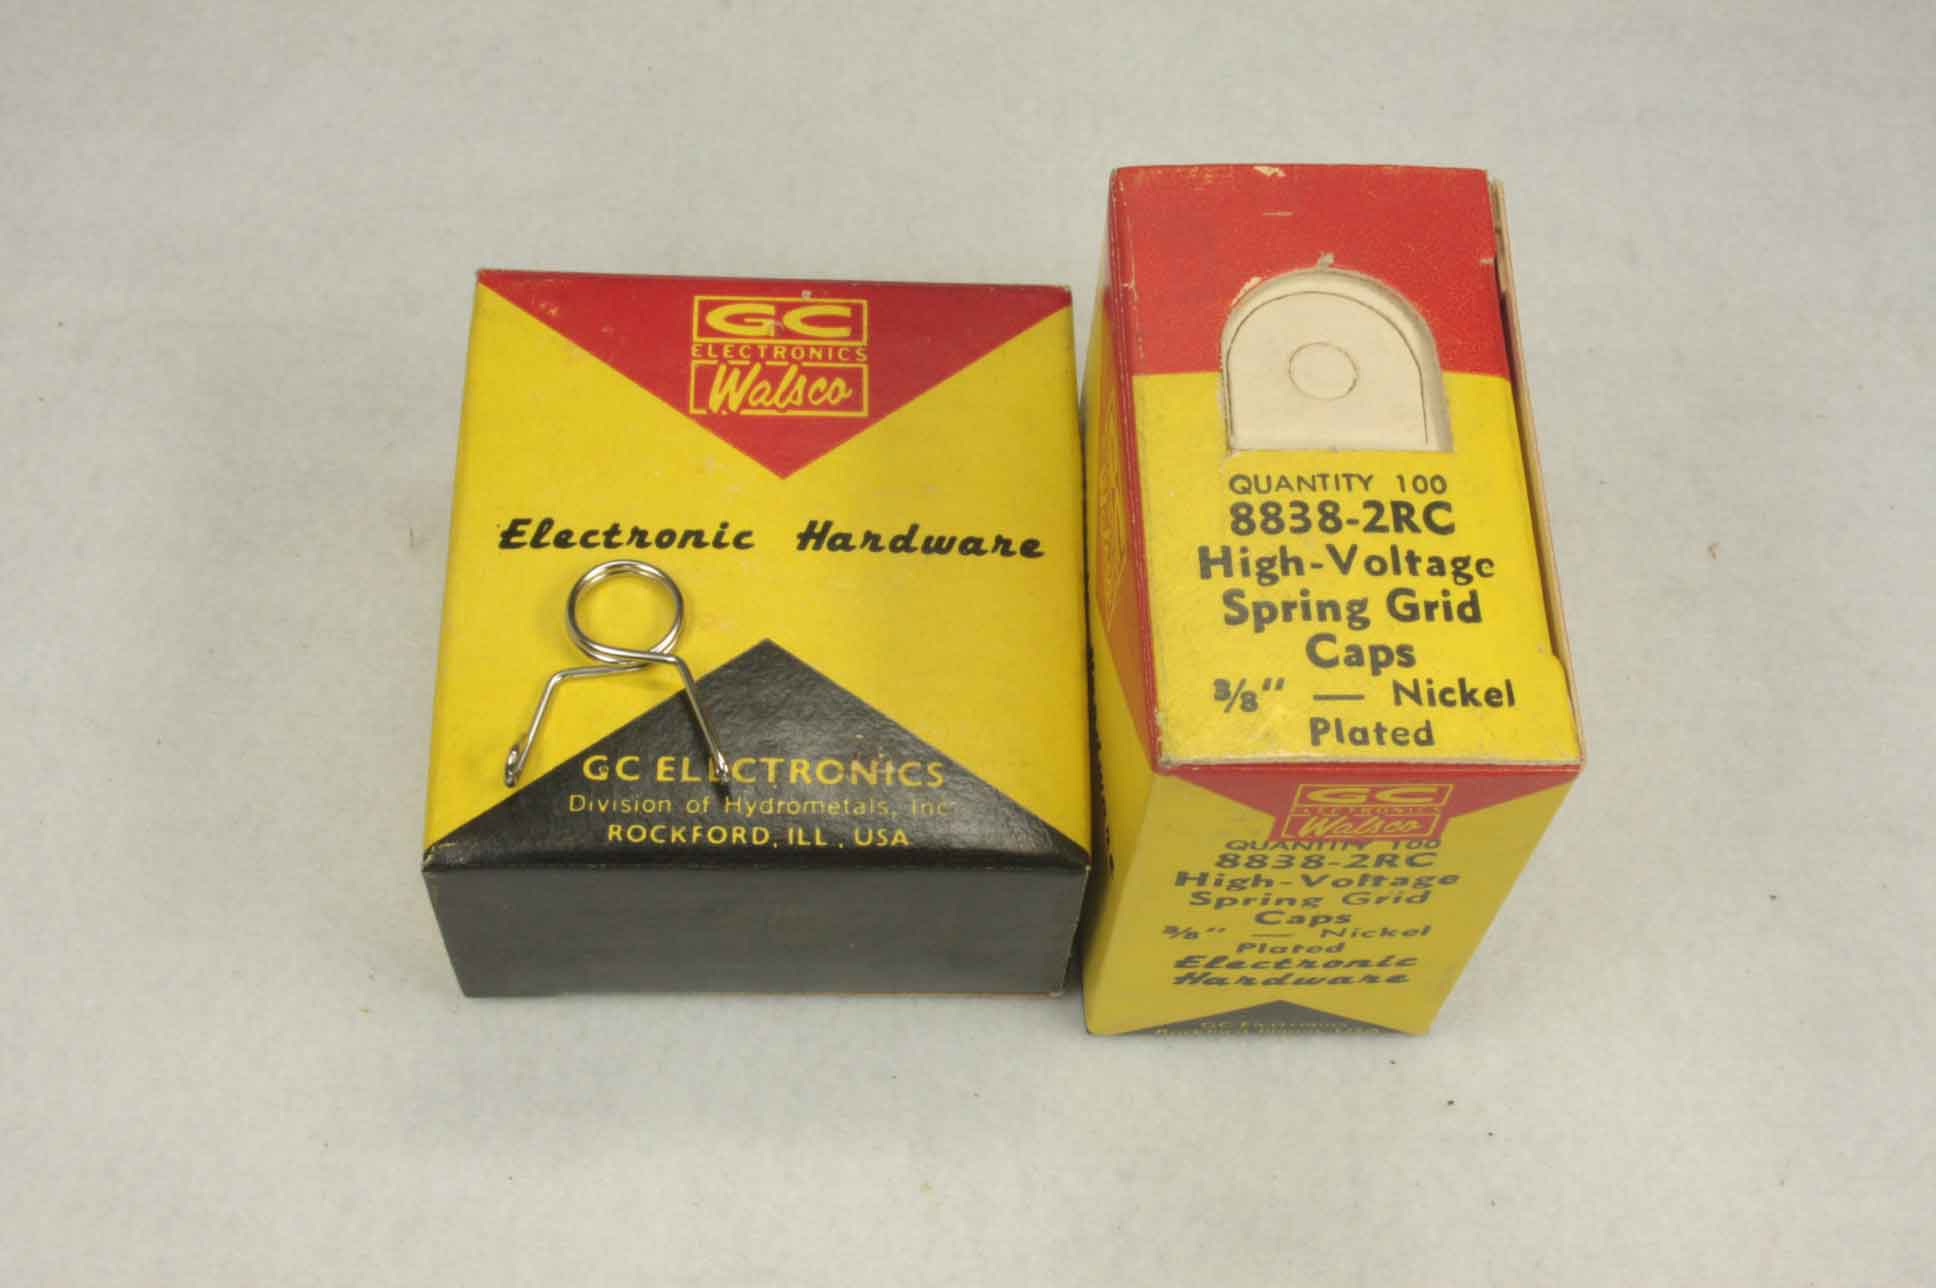 GC
ELECTRONICS
Walsco
Electronic Hardware
GC ELECTRONICS
Division of Hydrometals, Inc.
ROCKFORD, ILL., USA
QUANTITY 100
8838-2RC
High-Voltage
Spring Grid
Caps
3/8" — Nickel
Plated
GC
ELECTRONICS
Walsco
QUANTITY 100
8838-2RC
High-Voltage
Spring Grid
Caps
3/8" — Nickel
Plated
Electronic
Hardware
GC Electronics